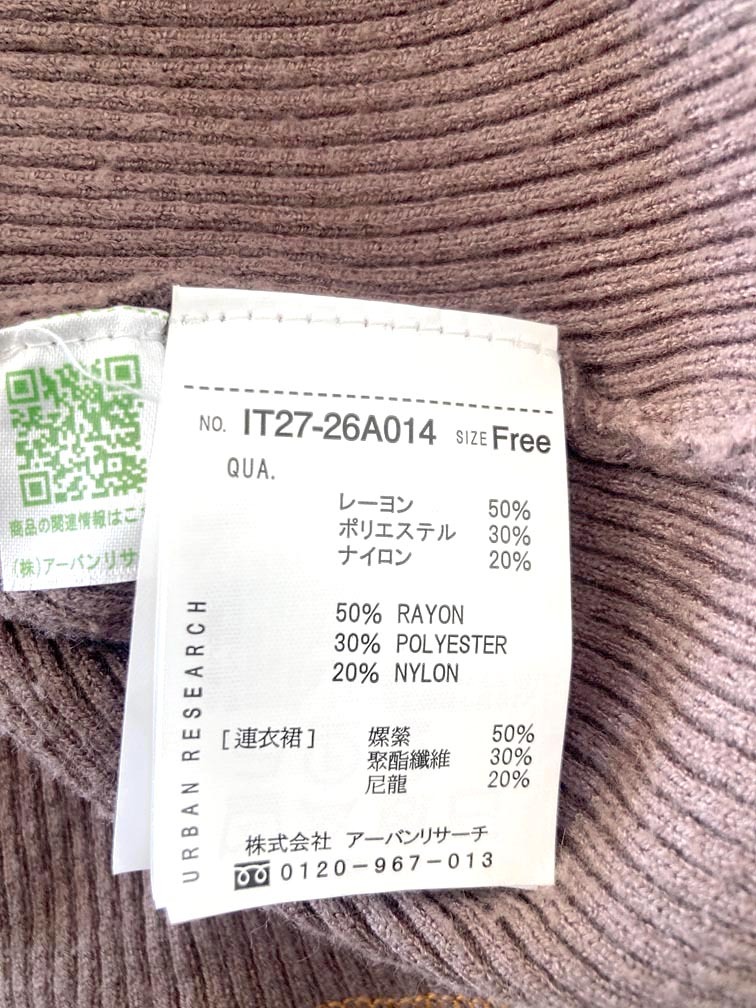 NO. IT27-26A014 SIZE Free
QUA.
レーヨン 50%
ポリエステル 30%
ナイロン 20%
50% RAYON
30% POLYESTER
20% NYLON
URBAN RESEARCH
[連衣裙] 嫘縈 50%
聚酯纖維 30%
尼龍 20%
株式会社 アーバンリサーチ
0120-967-013
商品の関連情報はこ
(株)アーバンリサ